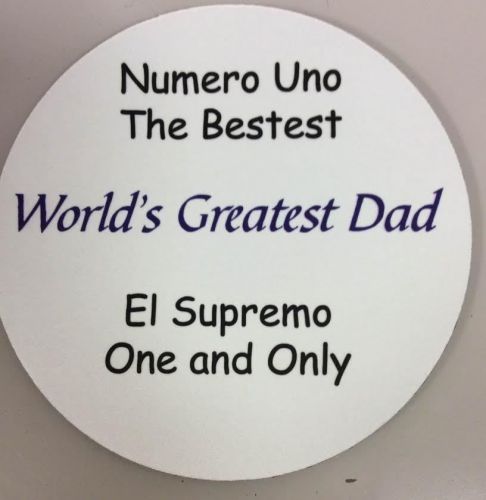 Numero Uno
The Bestest
World's Greatest Dad
El Supremo
One and Only